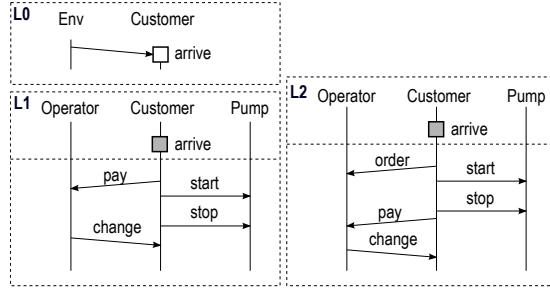 L0
Env Customer
arrive
L1
Operator Customer Pump
arrive
pay
start
stop
change
L2
Operator Customer Pump
arrive
order
start
stop
pay
change